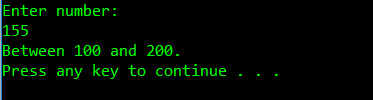 Enter number:
155
Between 100 and 200.
Press any key to continue . . .